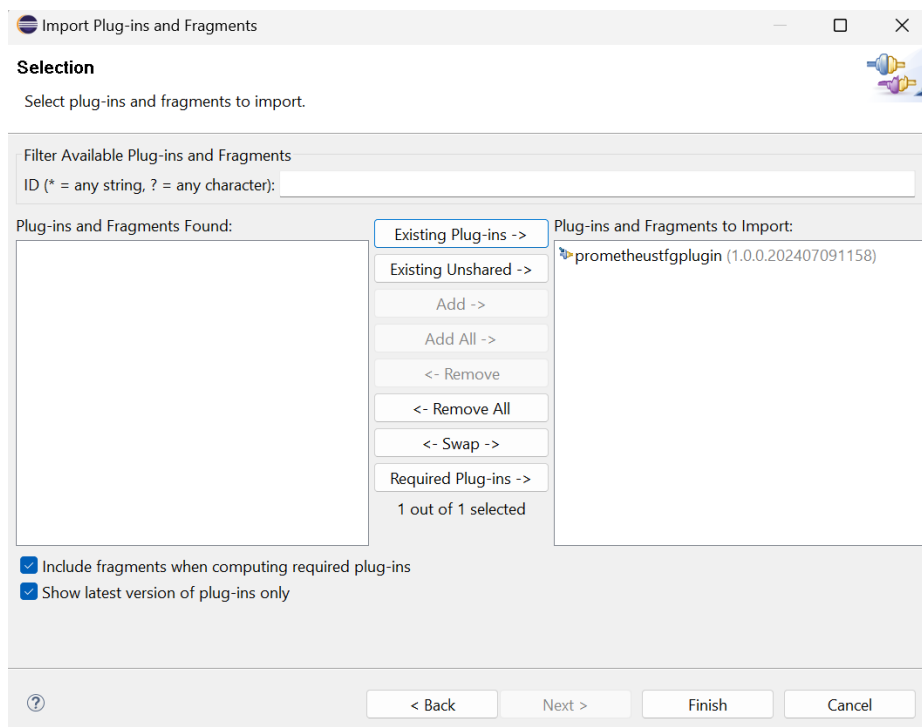 Import Plug-ins and Fragments
Selection
Select plug-ins and fragments to import.
Filter Available Plug-ins and Fragments
ID (* = any string, ? = any character):
Plug-ins and Fragments Found:
Existing Plug-ins ->
Existing Unshared ->
Add ->
Add All ->
<- Remove
<- Remove All
<- Swap ->
Required Plug-ins ->
1 out of 1 selected
Plug-ins and Fragments to Import:
prometheustfgplugin (1.0.0.202407091158)
Include fragments when computing required plug-ins
Show latest version of plug-ins only
?
< Back
Next >
Finish
Cancel